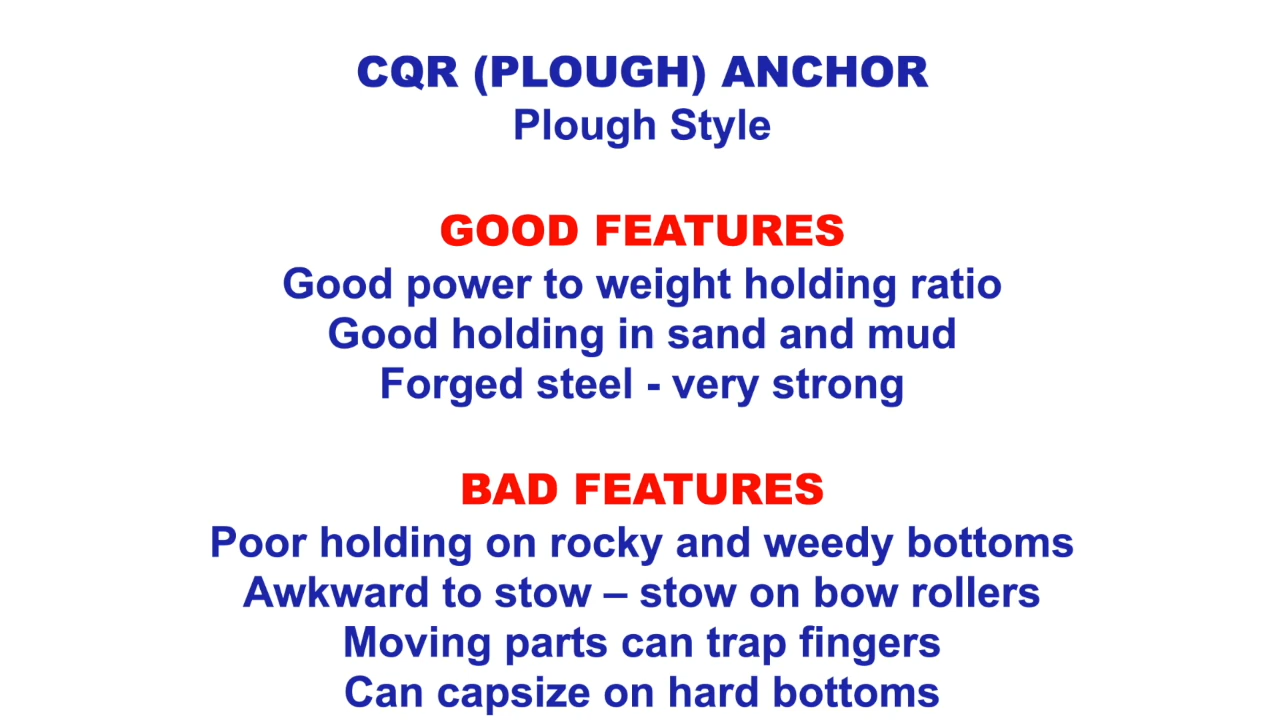 CQR (PLOUGH) ANCHOR
Plough Style
GOOD FEATURES
Good power to weight holding ratio
Good holding in sand and mud
Forged steel - very strong
BAD FEATURES
Poor holding on rocky and weedy bottoms
Awkward to stow – stow on bow rollers
Moving parts can trap fingers
Can capsize on hard bottoms